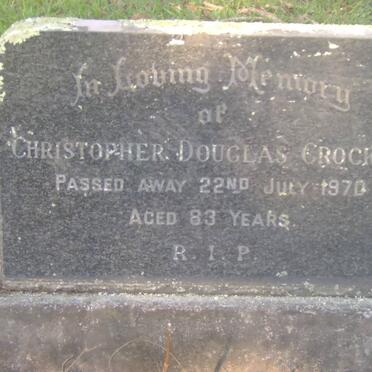 In Loving Memory
of
CHRISTOPHER DOUGLAS
PASSED AWAY 22ND JULY 1970
AGED 83 YEARS
R. I. P.